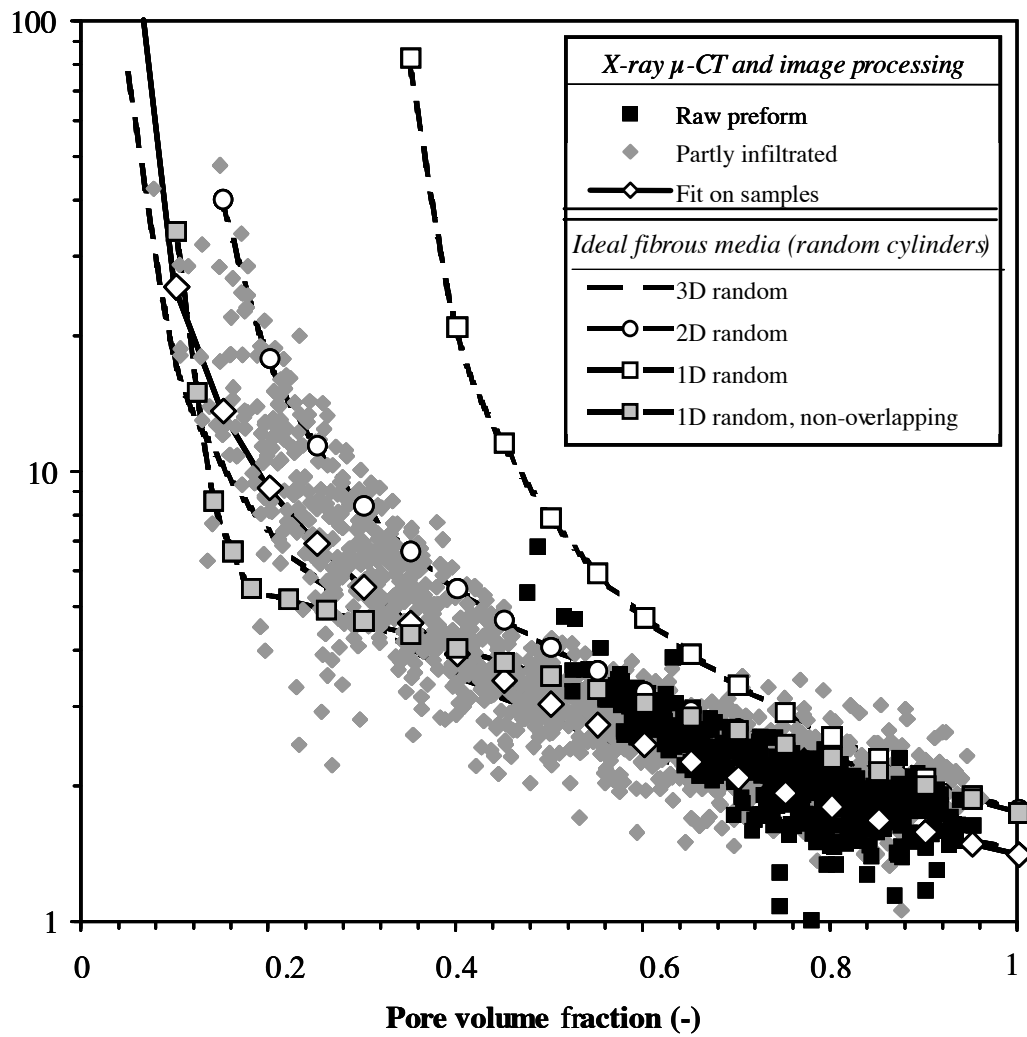 100
10
1
0
0.2
0.4
0.6
0.8
1
Pore volume fraction (-)
X-ray µ-CT and image processing
Raw preform
Partly infiltrated
Fit on samples
Ideal fibrous media (random cylinders)
3D random
2D random
1D random
1D random, non-overlapping